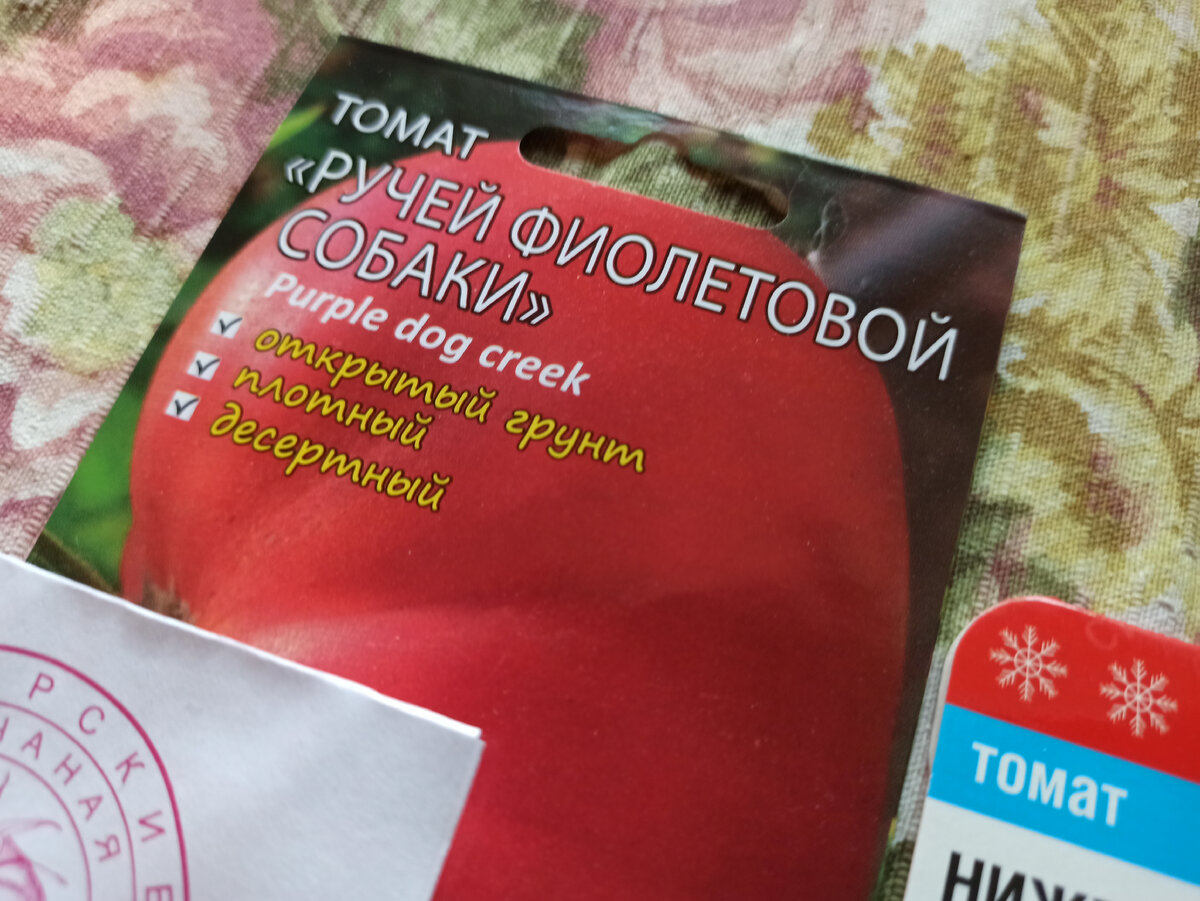 ТОМАТ
«РУЧЕЙ ФИОЛЕТОВОЙ
СОБАКИ»
Purple dog creek
открытый грунт
плотный
десертный
томат